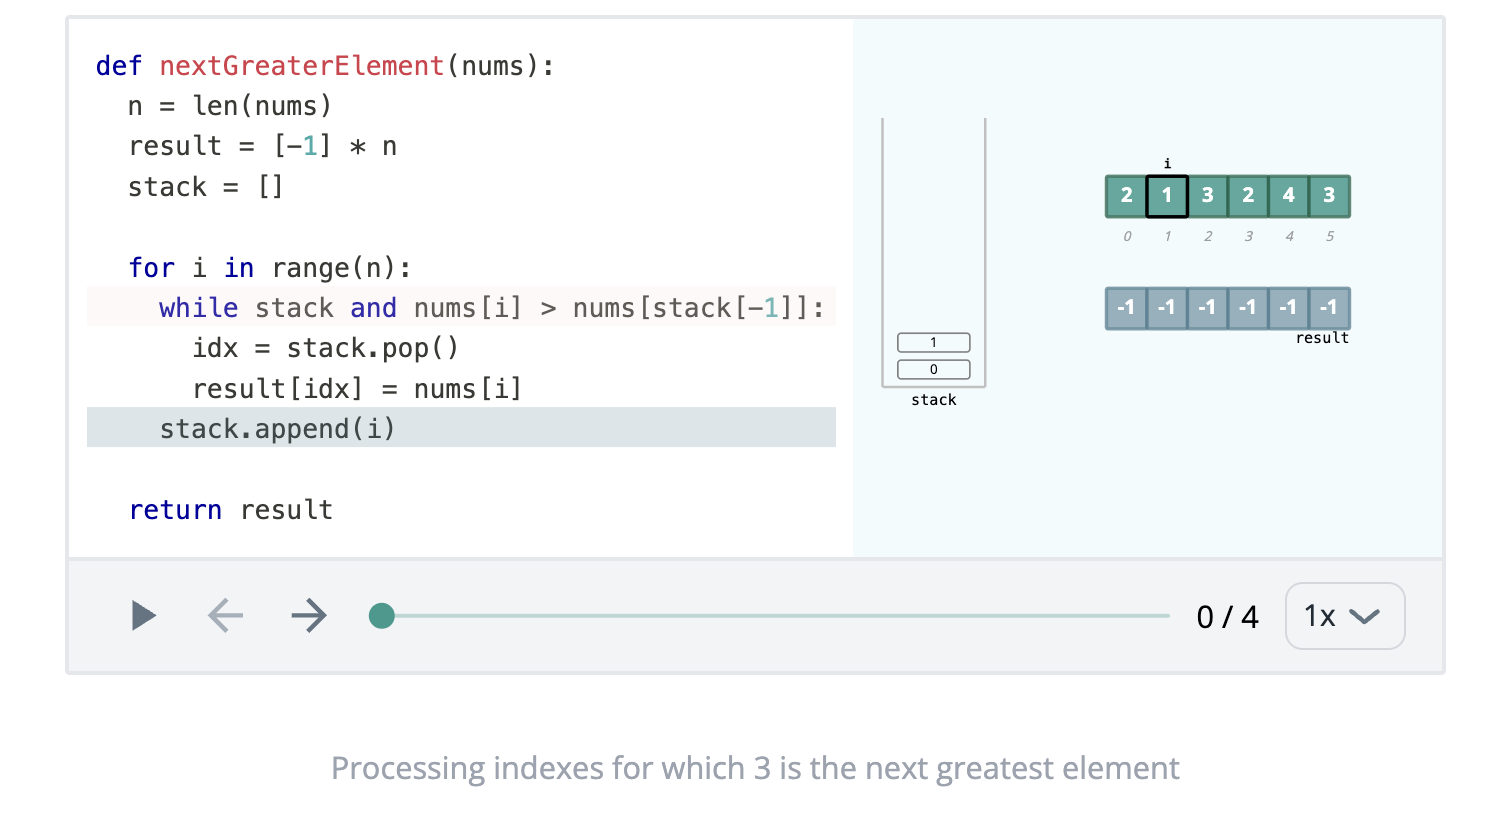 def nextGreaterElement(nums):
n = len(nums)
result = [-1] * n
stack = []
for i in range(n):
while stack and nums[i] > nums[stack[-1]]:
idx = stack.pop()
result[idx] = nums[i]
stack.append(i)
return result
i
2 1 3 2 4 3
0 1 2 3 4 5
-1 -1 -1 -1 -1 -1
result
1
0
stack
0 / 4
1x
Processing indexes for which 3 is the next greatest element